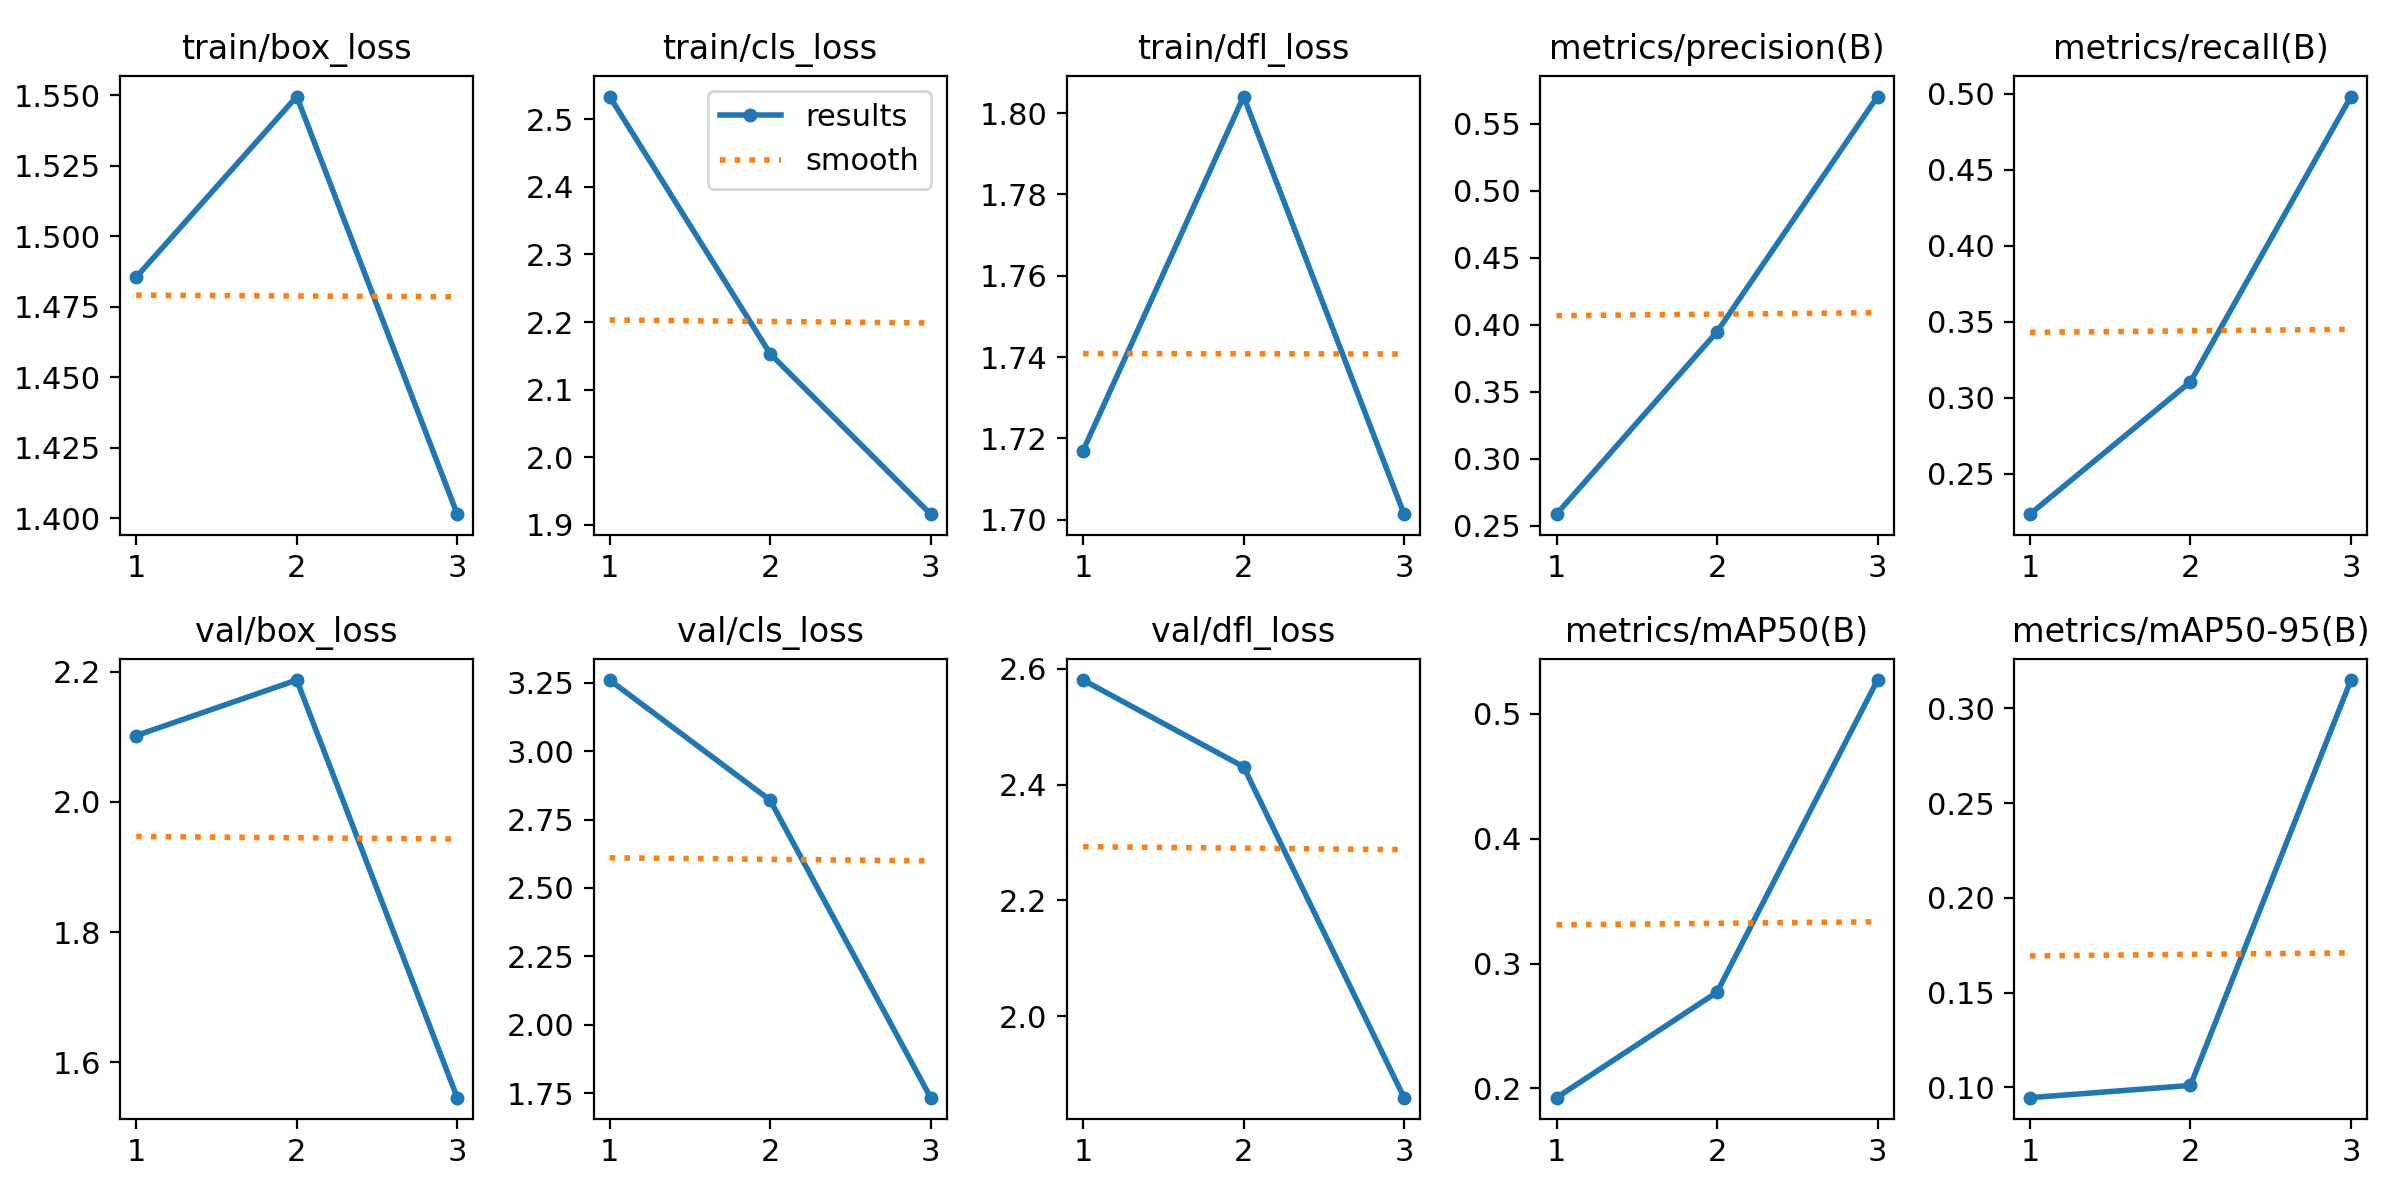 train/box_loss
1.550
1.525
1.500
1.475
1.450
1.425
1.400
1 2 3
train/cls_loss
results
smooth
2.5
2.4
2.3
2.2
2.1
2.0
1.9
1 2 3
train/dfl_loss
1.80
1.78
1.76
1.74
1.72
1.70
1 2 3
metrics/precision(B)
0.55
0.50
0.45
0.40
0.35
0.30
0.25
1 2 3
metrics/recall(B)
0.50
0.45
0.40
0.35
0.30
0.25
1 2 3
val/box_loss
2.2
2.0
1.8
1.6
1 2 3
val/cls_loss
3.25
3.00
2.75
2.50
2.25
2.00
1.75
1 2 3
val/dfl_loss
2.6
2.4
2.2
2.0
1 2 3
metrics/mAP50(B)
0.5
0.4
0.3
0.2
1 2 3
metrics/mAP50-95(B)
0.30
0.25
0.20
0.15
0.10
1 2 3